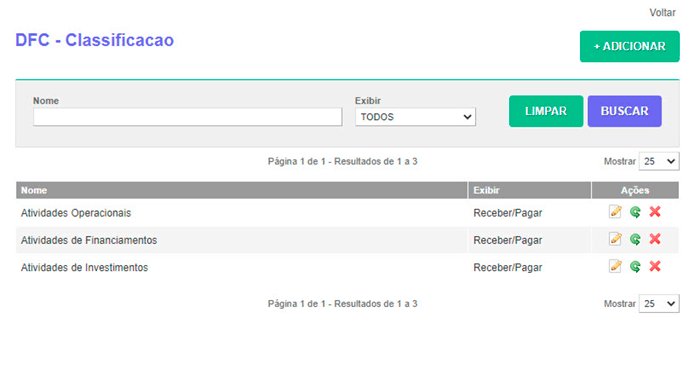 Voltar
DFC - Classificacao
+ ADICIONAR
Nome Exibir
TODOS
LIMPAR BUSCAR
Página 1 de 1 - Resultados de 1 a 3 Mostrar 25
Nome Exibir Ações
Atividades Operacionais Receber/Pagar
Atividades de Financiamentos Receber/Pagar
Atividades de Investimentos Receber/Pagar
Página 1 de 1 - Resultados de 1 a 3 Mostrar 25